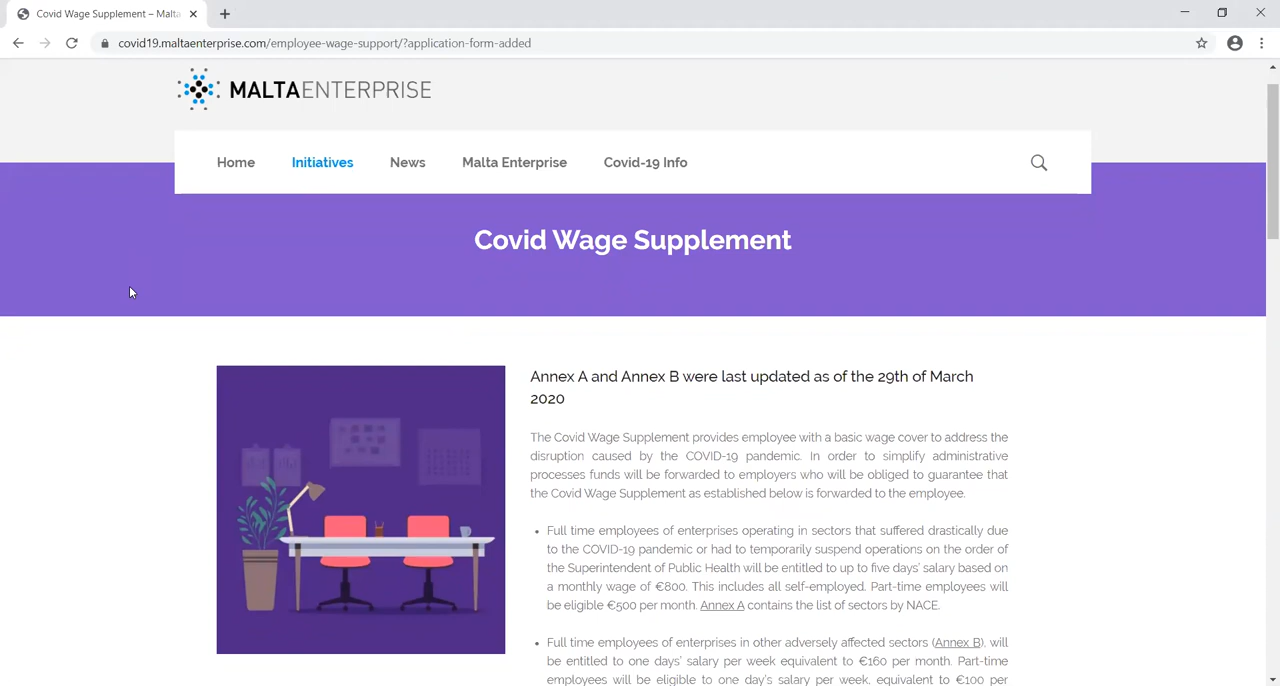 Covid Wage Supplement – Malta
covid19.maltaenterprise.com/employee-wage-support/?application-form-added
MALTAENTERPRISE
Home Initiatives News Malta Enterprise Covid-19 Info
Covid Wage Supplement
Annex A and Annex B were last updated as of the 29th of March
2020
The Covid Wage Supplement provides employee with a basic wage cover to address the
disruption caused by the COVID-19 pandemic. In order to simplify administrative
processes funds will be forwarded to employers who will be obliged to guarantee that
the Covid Wage Supplement as established below is forwarded to the employee.
• Full time employees of enterprises operating in sectors that suffered drastically due
to the COVID-19 pandemic or had to temporarily suspend operations on the order of
the Superintendent of Public Health will be entitled to up to five days' salary based on
a monthly wage of €800. This includes all self-employed. Part-time employees will
be eligible €500 per month. Annex A contains the list of sectors by NACE.
• Full time employees of enterprises in other adversely affected sectors (Annex B), will
be entitled to one days' salary per week equivalent to €160 per month. Part-time
employees will be eligible to one day's salary per week, equivalent to €100 per